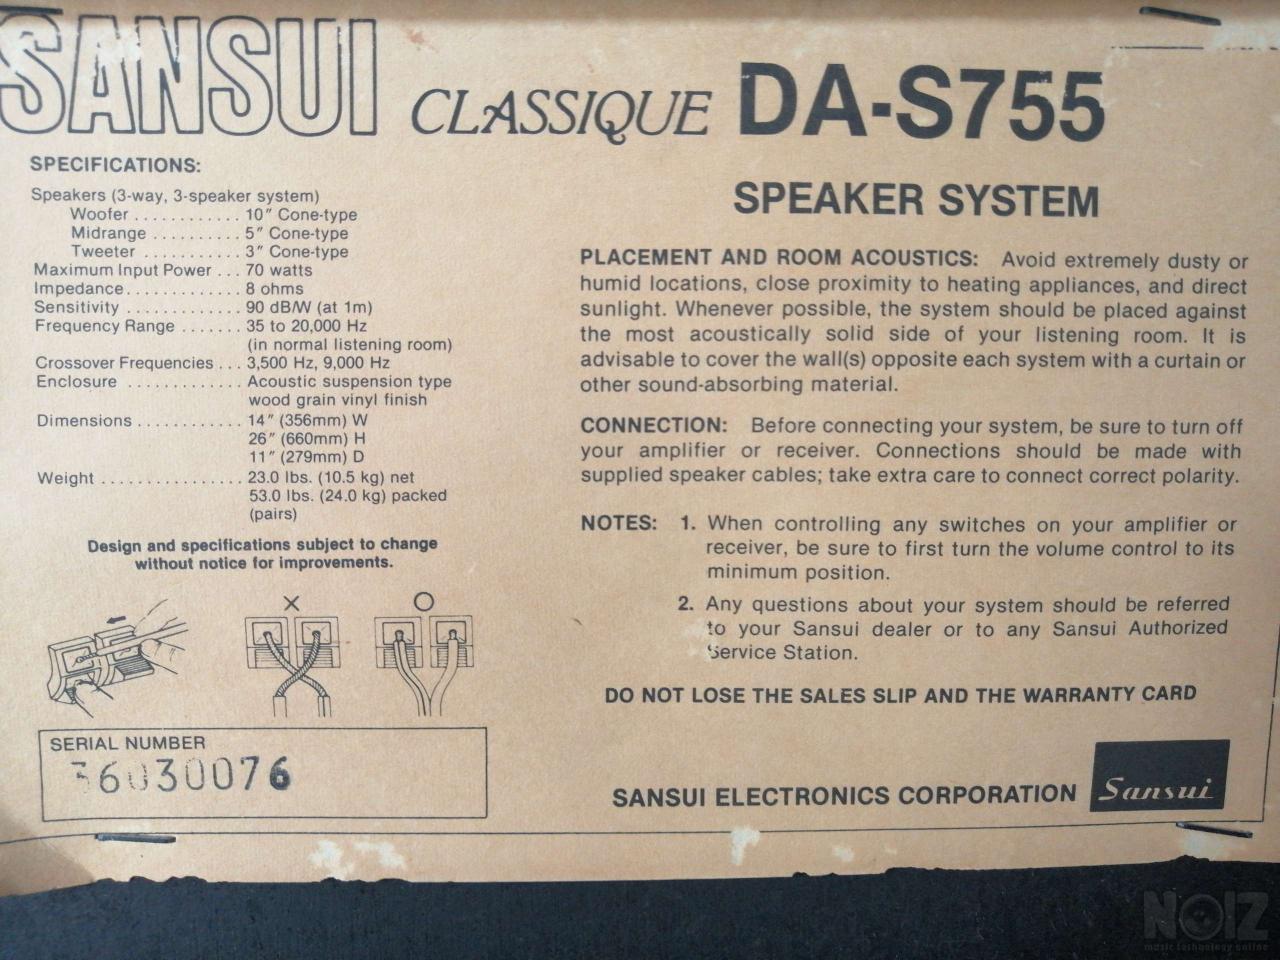 SANSUI CLASSIQUE DA-S755
SPEAKER SYSTEM
SPECIFICATIONS:
Speakers (3-way, 3-speaker system)
Woofer . . . . . . . . . . . . 10" Cone-type
Midrange . . . . . . . . . . 5" Cone-type
Tweeter . . . . . . . . . . . 3" Cone-type
Maximum Input Power . . . 70 watts
Impedance. . . . . . . . . . . . . 8 ohms
Sensitivity . . . . . . . . . . . . . 90 dB/W (at 1m)
Frequency Range . . . . . . . 35 to 20,000 Hz
(in normal listening room)
Crossover Frequencies . . . 3,500 Hz, 9,000 Hz
Enclosure . . . . . . . . . . . . . Acoustic suspension type
wood grain vinyl finish
Dimensions . . . . . . . . . . . . 14" (356mm) W
26" (660mm) H
11" (279mm) D
Weight . . . . . . . . . . . . . . . . 23.0 lbs. (10.5 kg) net
53.0 lbs. (24.0 kg) packed
(pairs)
Design and specifications subject to change
without notice for improvements.
SERIAL NUMBER
36030076
PLACEMENT AND ROOM ACOUSTICS: Avoid extremely dusty or
humid locations, close proximity to heating appliances, and direct
sunlight. Whenever possible, the system should be placed against
the most acoustically solid side of your listening room. It is
advisable to cover the wall(s) opposite each system with a curtain or
other sound-absorbing material.
CONNECTION: Before connecting your system, be sure to turn off
your amplifier or receiver. Connections should be made with
supplied speaker cables; take extra care to connect correct polarity.
NOTES: 1. When controlling any switches on your amplifier or
receiver, be sure to first turn the volume control to its
minimum position.
2. Any questions about your system should be referred
to your Sansui dealer or to any Sansui Authorized
Service Station.
DO NOT LOSE THE SALES SLIP AND THE WARRANTY CARD
SANSUI ELECTRONICS CORPORATION Sansui
NOIZ
music technology online